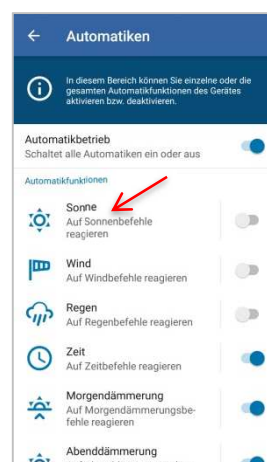 Automatiken
In diesem Bereich können Sie einzelne oder die
gesamten Automatikfunktionen des Gerätes
aktivieren bzw. deaktivieren.
Automatikbetrieb
Schaltet alle Automatiken ein oder aus
Automatikfunktionen
Sonne
Auf Sonnenbefehle
reagieren
Wind
Auf Windbefehle reagieren
Regen
Auf Regenbefehle reagieren
Zeit
Auf Zeitbefehle reagieren
Morgendämmerung
Auf Morgendämmerungsbe-
fehle reagieren
Abenddämmerung